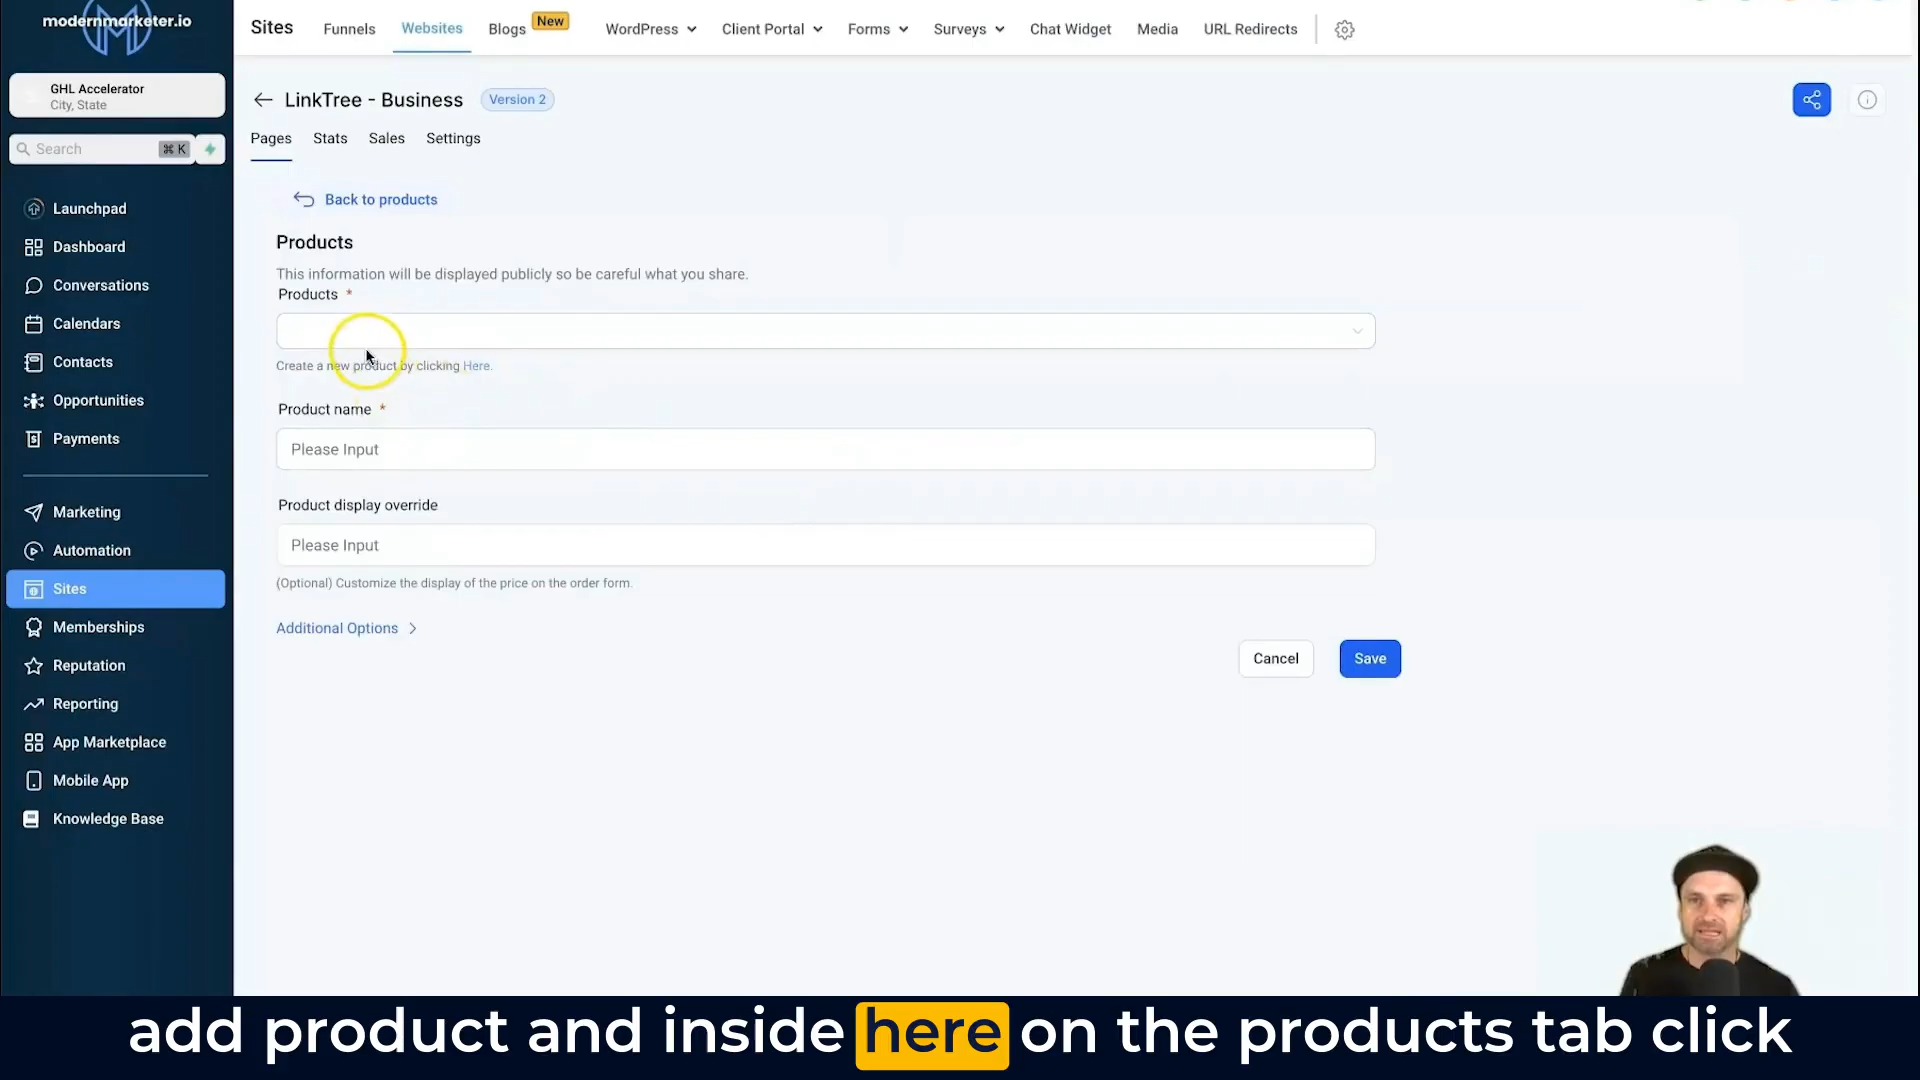 modernmarketer.io
Sites
Funnels
Websites
Blogs
New
WordPress
Client Portal
Forms
Surveys
Chat Widget
Media
URL Redirects
GHL Accelerator
City, State
Search
⌘ K
LinkTree - Business
Version 2
Pages
Stats
Sales
Settings
Launchpad
Dashboard
Conversations
Calendars
Contacts
Opportunities
Payments
Marketing
Automation
Sites
Memberships
Reputation
Reporting
App Marketplace
Mobile App
Knowledge Base
Back to products
Products
This information will be displayed publicly so be careful what you share.
Products *
Create a new product by clicking Here.
Product name *
Please Input
Product display override
Please Input
(Optional) Customize the display of the price on the order form.
Additional Options
Cancel
Save
add product and inside here on the products tab click